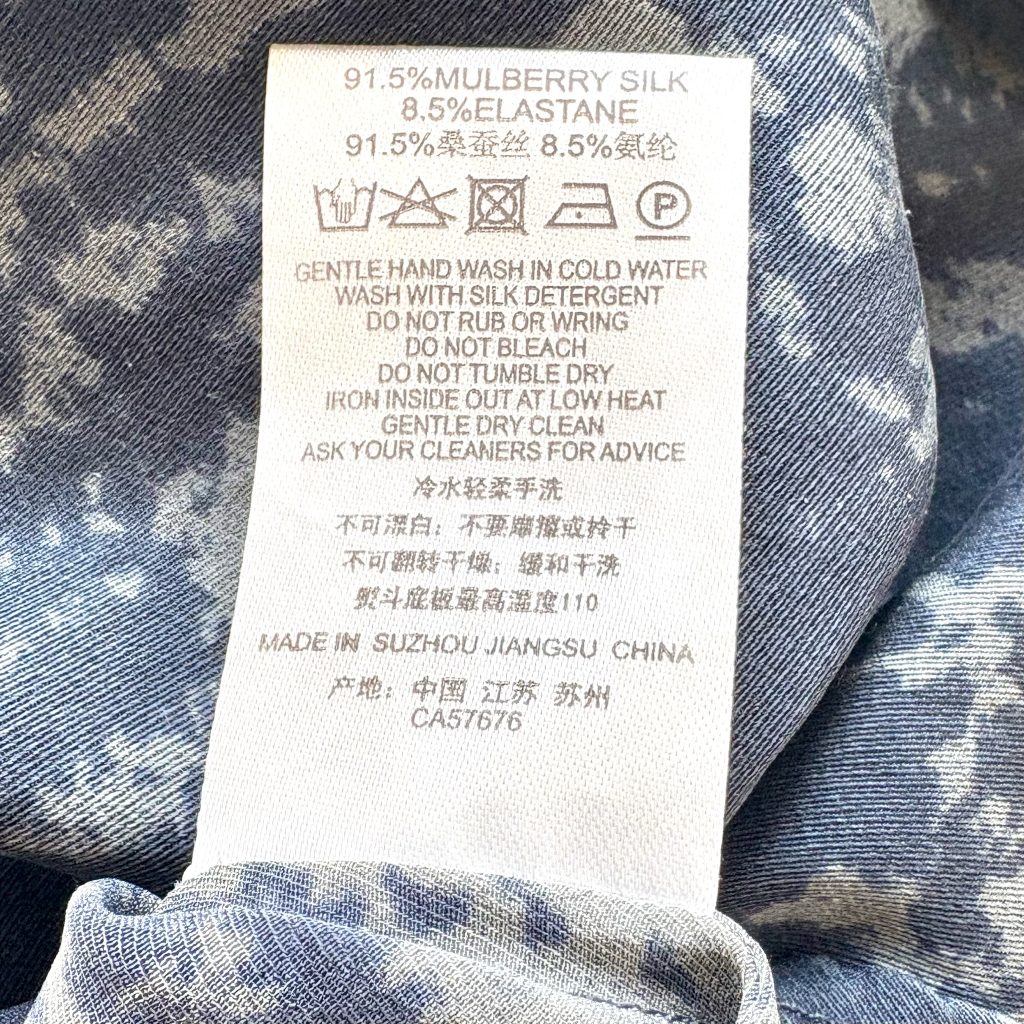 91.5%MULBERRY SILK
8.5%ELASTANE
91.5%桑蚕丝 8.5%氨纶
P
GENTLE HAND WASH IN COLD WATER
WASH WITH SILK DETERGENT
DO NOT RUB OR WRING
DO NOT BLEACH
DO NOT TUMBLE DRY
IRON INSIDE OUT AT LOW HEAT
GENTLE DRY CLEAN
ASK YOUR CLEANERS FOR ADVICE
冷水轻柔手洗
不可漂白；不要摩擦或拎干
不可翻转干燥；缓和干洗
熨斗底板最高温度110
MADE IN SUZHOU JIANGSU CHINA
产地：中国 江苏 苏州
CA57676